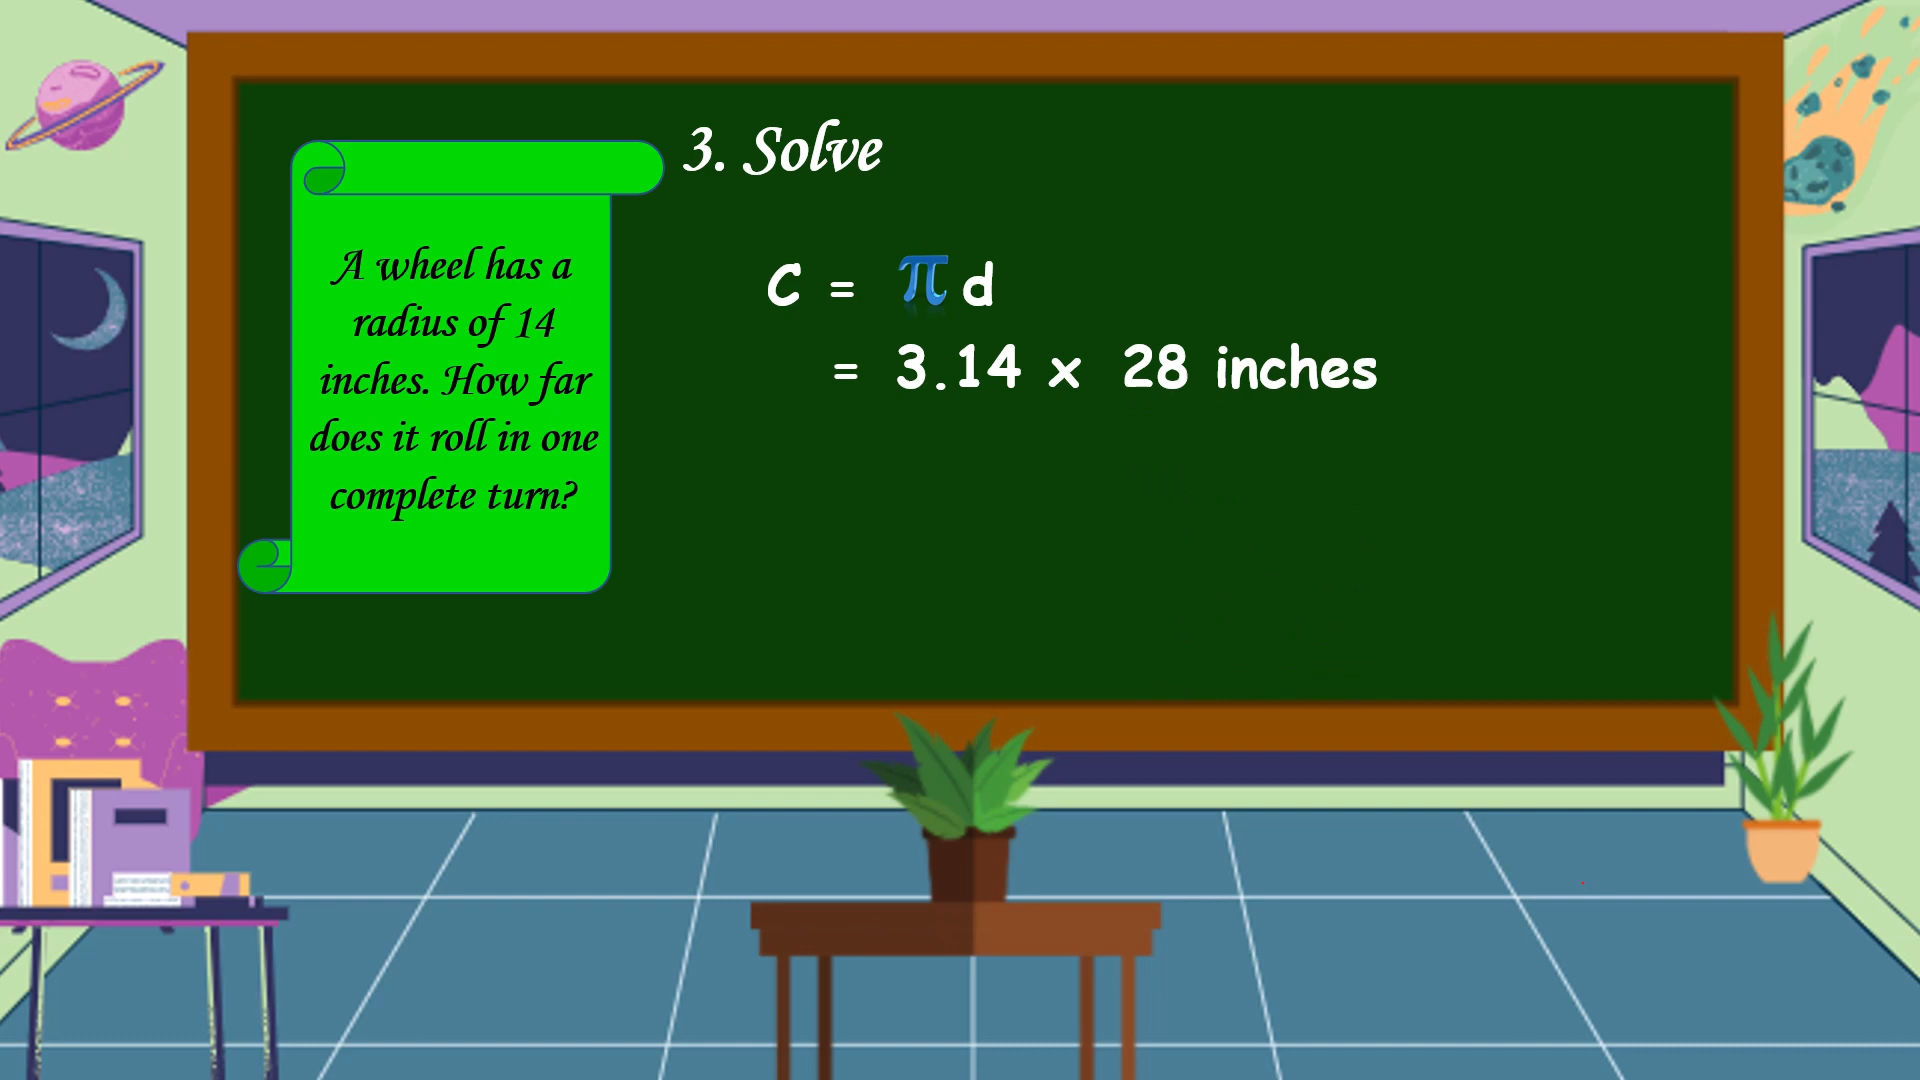 3. Solve
A wheel has a
radius of 14
inches. How far
does it roll in one
complete turn?
C = π d
= 3.14 x 28 inches